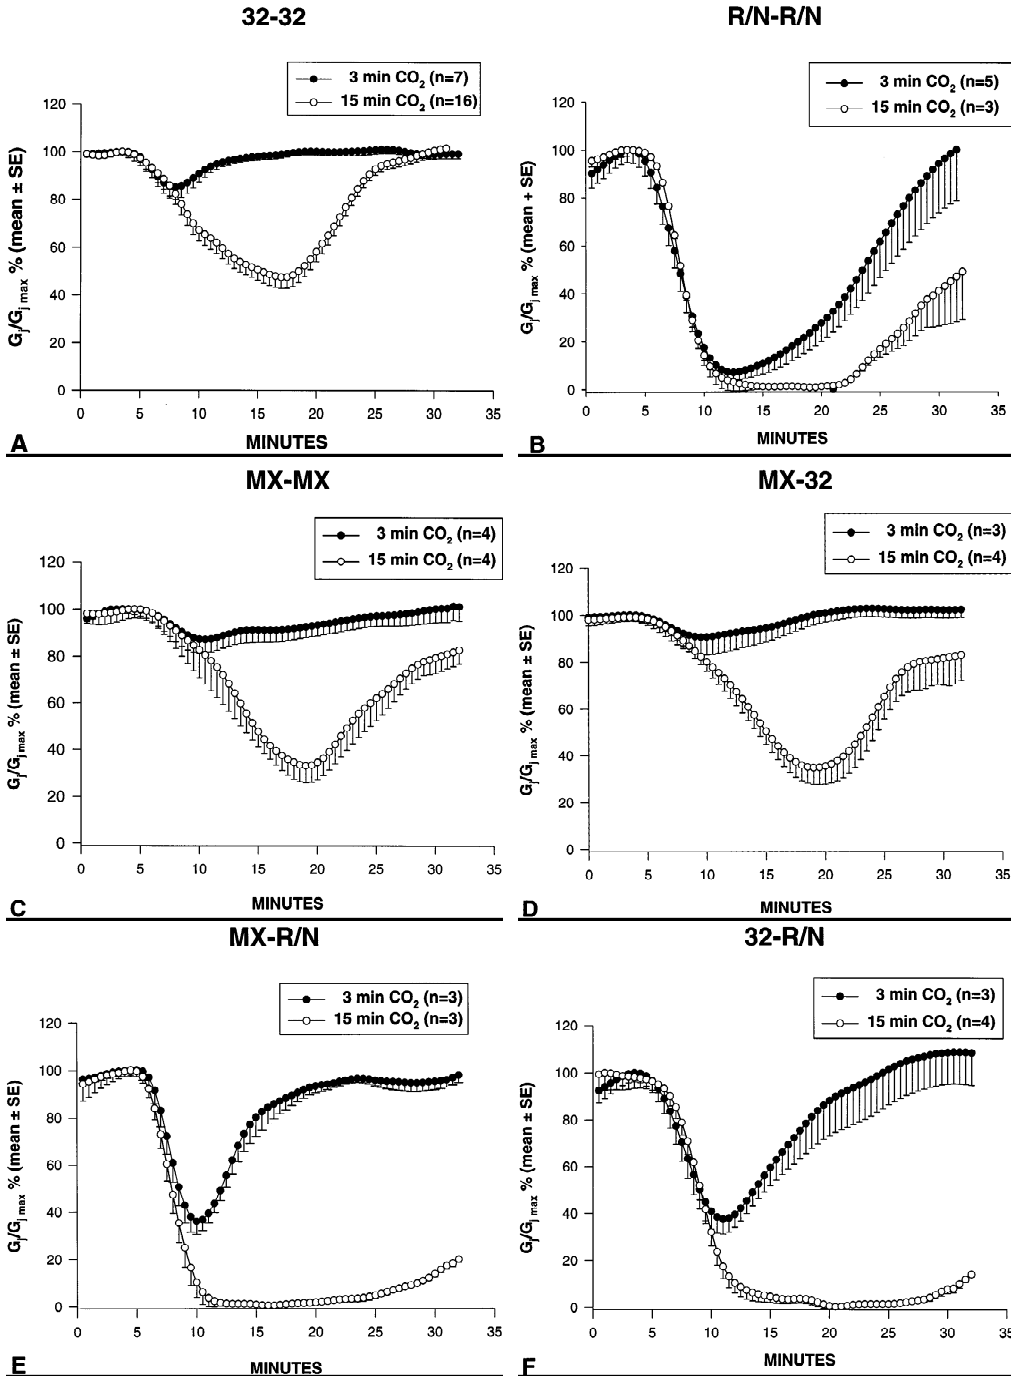 32-32
3 min CO2 (n=7)
15 min CO2 (n=16)
Gj/Gj max % (mean ± SE)
120
100
80
60
40
20
0
0 5 10 15 20 25 30 35
MINUTES
A
R/N-R/N
3 min CO2 (n=5)
15 min CO2 (n=3)
Gj/Gj max % (mean + SE)
120
100
80
60
40
20
0
0 5 10 15 20 25 30 35
MINUTES
B
MX-MX
3 min CO2 (n=4)
15 min CO2 (n=4)
Gj/Gj max % (mean ± SE)
120
100
80
60
40
20
0
0 5 10 15 20 25 30 35
MINUTES
C
MX-32
3 min CO2 (n=3)
15 min CO2 (n=4)
Gj/Gj max % (mean ± SE)
120
100
80
60
40
20
0
0 5 10 15 20 25 30 35
MINUTES
D
MX-R/N
3 min CO2 (n=3)
15 min CO2 (n=3)
Gj/Gj max % (mean ± SE)
120
100
80
60
40
20
0
0 5 10 15 20 25 30 35
MINUTES
E
32-R/N
3 min CO2 (n=3)
15 min CO2 (n=4)
Gj/Gj max % (mean ± SE)
120
100
80
60
40
20
0
0 5 10 15 20 25 30 35
MINUTES
F